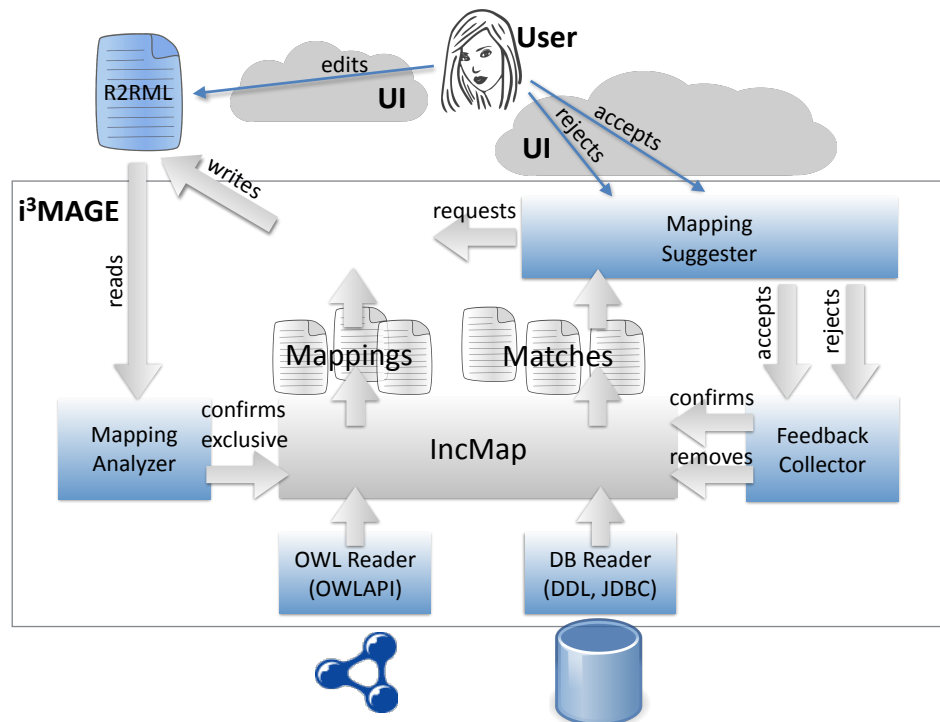 User
edits
R2RML
UI
accepts
rejects
UI
writes
i³MAGE
requests
Mapping
Suggester
reads
accepts
rejects
Mappings
Matches
confirms
exclusive
confirms
Mapping
Analyzer
IncMap
removes
Feedback
Collector
OWL Reader
(OWLAPI)
DB Reader
(DDL, JDBC)